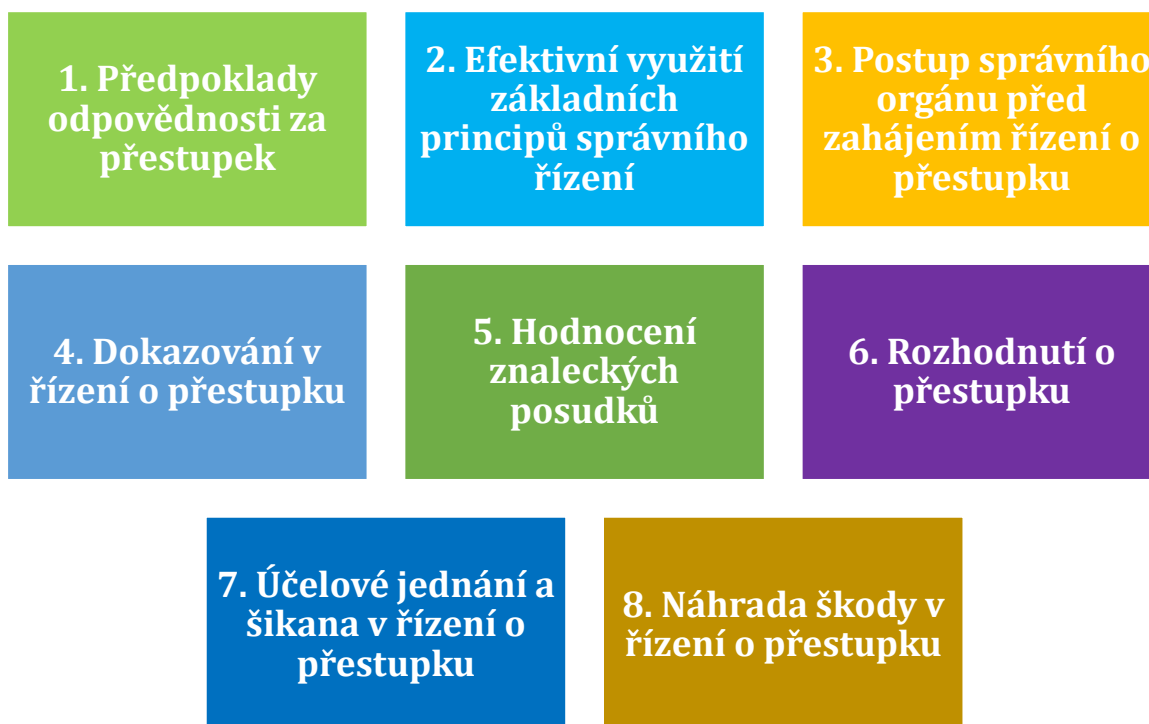 1. Předpoklady
odpovědnosti za
přestupek
2. Efektivní využití
základních
principů správního
řízení
3. Postup správního
orgánu před
zahájením řízení o
přestupku
4. Dokazování v
řízení o přestupku
5. Hodnocení
znaleckých
posudků
6. Rozhodnutí o
přestupku
7. Účelové jednání a
šikana v řízení o
přestupku
8. Náhrada škody v
řízení o přestupku